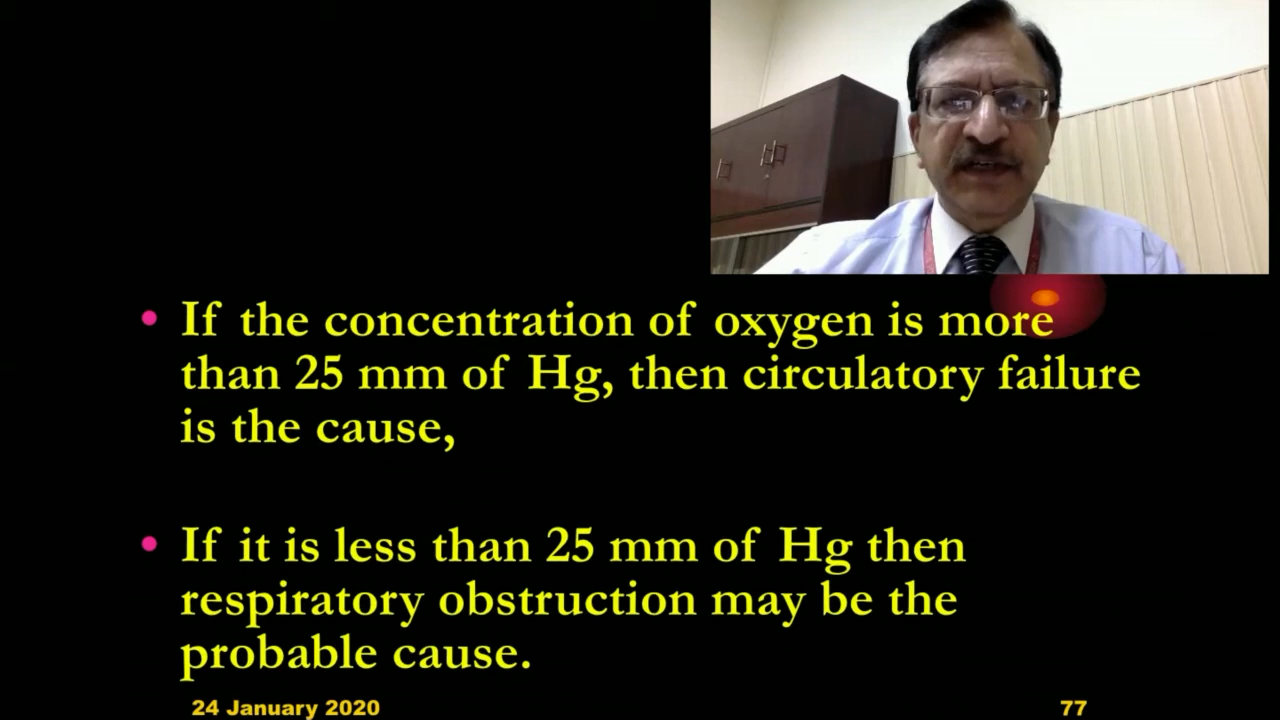 • If the concentration of oxygen is more
than 25 mm of Hg, then circulatory failure
is the cause,
• If it is less than 25 mm of Hg then
respiratory obstruction may be the
probable cause.
24 January 2020
77